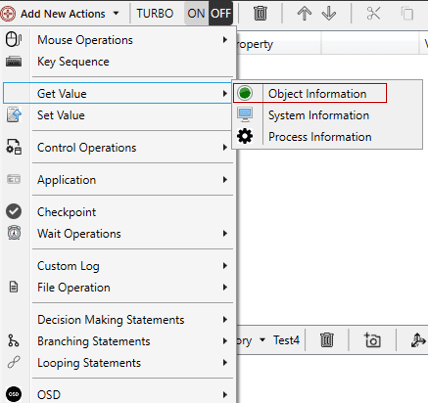 Add New Actions TURBO ON OFF
Mouse Operations
Key Sequence
Get Value
Set Value
Control Operations
Application
Checkpoint
Wait Operations
Custom Log
File Operation
Decision Making Statements
Branching Statements
Looping Statements
OSD
OSD
roperty
V
Object Information
System Information
Process Information
ory Test4